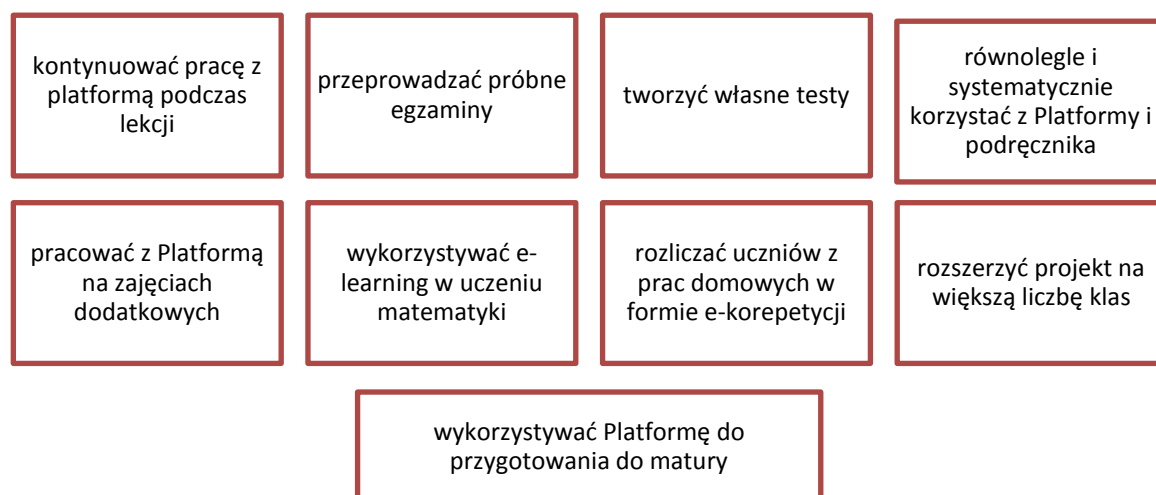 kontynuować pracę z
platformą podczas
lekcji
przeprowadzać próbne
egzaminy
tworzyć własne testy
równolegle i
systematycznie
korzystać z Platformy i
podręcznika
pracować z Platformą
na zajęciach
dodatkowych
wykorzystywać e-
learning w uczeniu
matematyki
rozliczać uczniów z
prac domowych w
formie e-korepetycji
rozszerzyć projekt na
większą liczbę klas
wykorzystywać Platformę do
przygotowania do matury